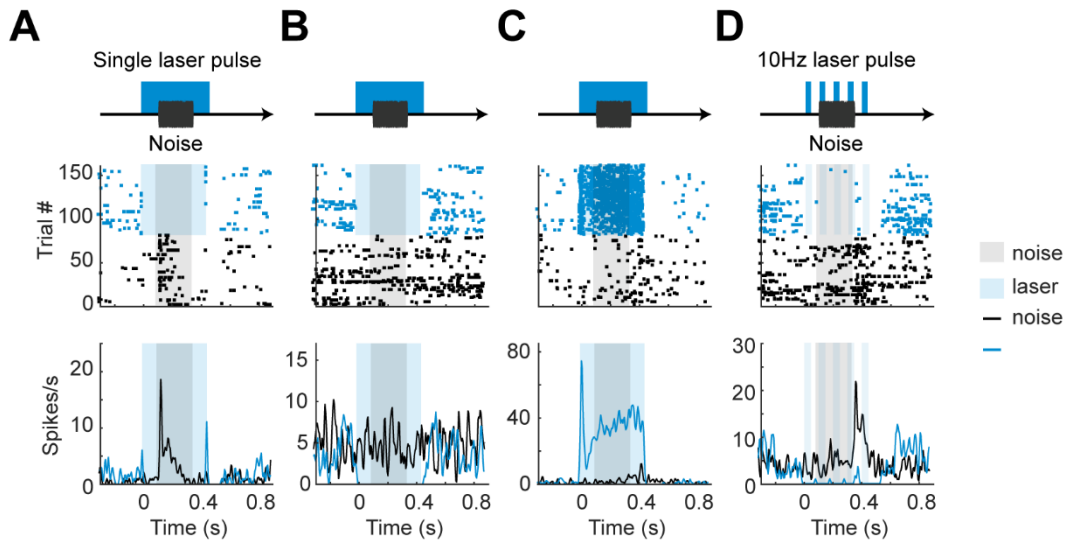 A
B
C
D
Single laser pulse
10Hz laser pulse
Noise
Noise
Trial #
150
100
50
0
noise
laser
noise
Spikes/s
20
10
0
15
10
5
0
80
40
0
30
20
10
0
0 0.4 0.8
0 0.4 0.8
0 0.4 0.8
0 0.4 0.8
Time (s)
Time (s)
Time (s)
Time (s)